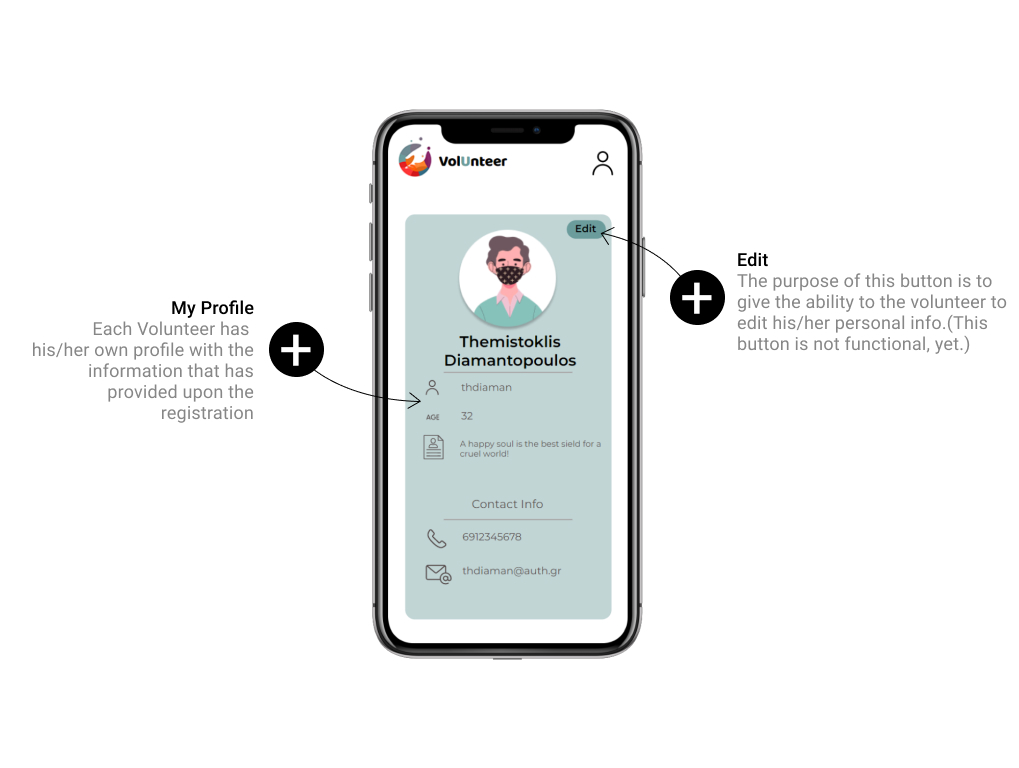 VolUnteer
Edit
Themistoklis
Diamantopoulos
thdiaman
AGE
32
A happy soul is the best sield for a
cruel world!
Contact Info
6912345678
thdiaman@auth.gr
My Profile
Each Volunteer has
his/her own profile with the
information that has
provided upon the
registration
Edit
The purpose of this button is to
give the ability to the volunteer to
edit his/her personal info.(This
button is not functional, yet.)